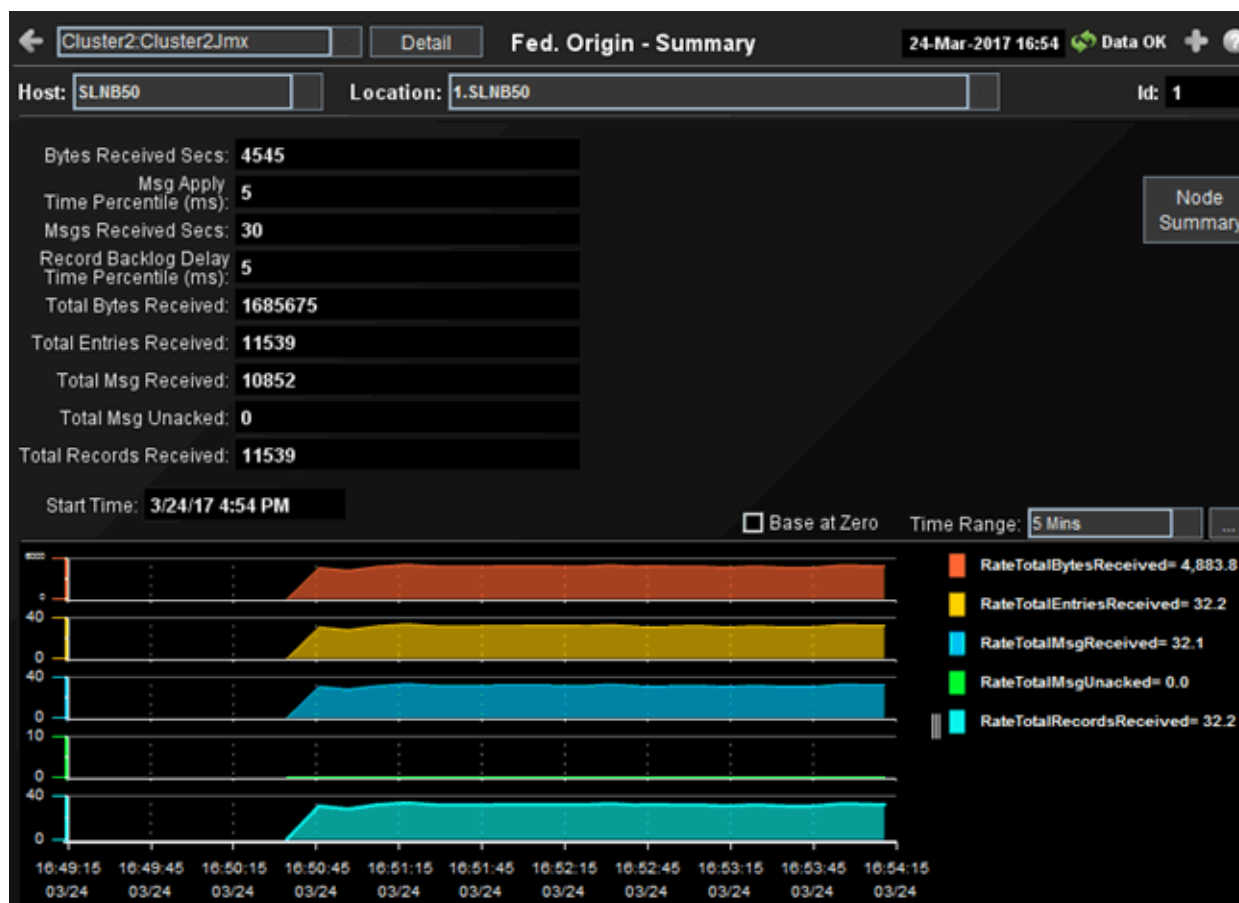 Cluster2:Cluster2Jmx Detail Fed. Origin - Summary 24-Mar-2017 16:54 Data OK
Host: SLNB50 Location: 1.SLNB50 Id: 1
Bytes Received Secs: 4545
Msg Apply
Time Percentile (ms): 5
Msgs Received Secs: 30
Record Backlog Delay
Time Percentile (ms): 5
Total Bytes Received: 1685675
Total Entries Received: 11539
Total Msg Received: 10852
Total Msg Unacked: 0
Total Records Received: 11539
Node
Summary
Start Time: 3/24/17 4:54 PM
Base at Zero Time Range: 5 Mins ...
6000
0
40
0
40
0
10
0
40
0
RateTotalBytesReceived= 4,883.8
RateTotalEntriesReceived= 32.2
RateTotalMsgReceived= 32.1
RateTotalMsgUnacked= 0.0
RateTotalRecordsReceived= 32.2
16:49:15 16:49:45 16:50:15 16:50:45 16:51:15 16:51:45 16:52:15 16:52:45 16:53:15 16:53:45 16:54:15
03/24 03/24 03/24 03/24 03/24 03/24 03/24 03/24 03/24 03/24 03/24